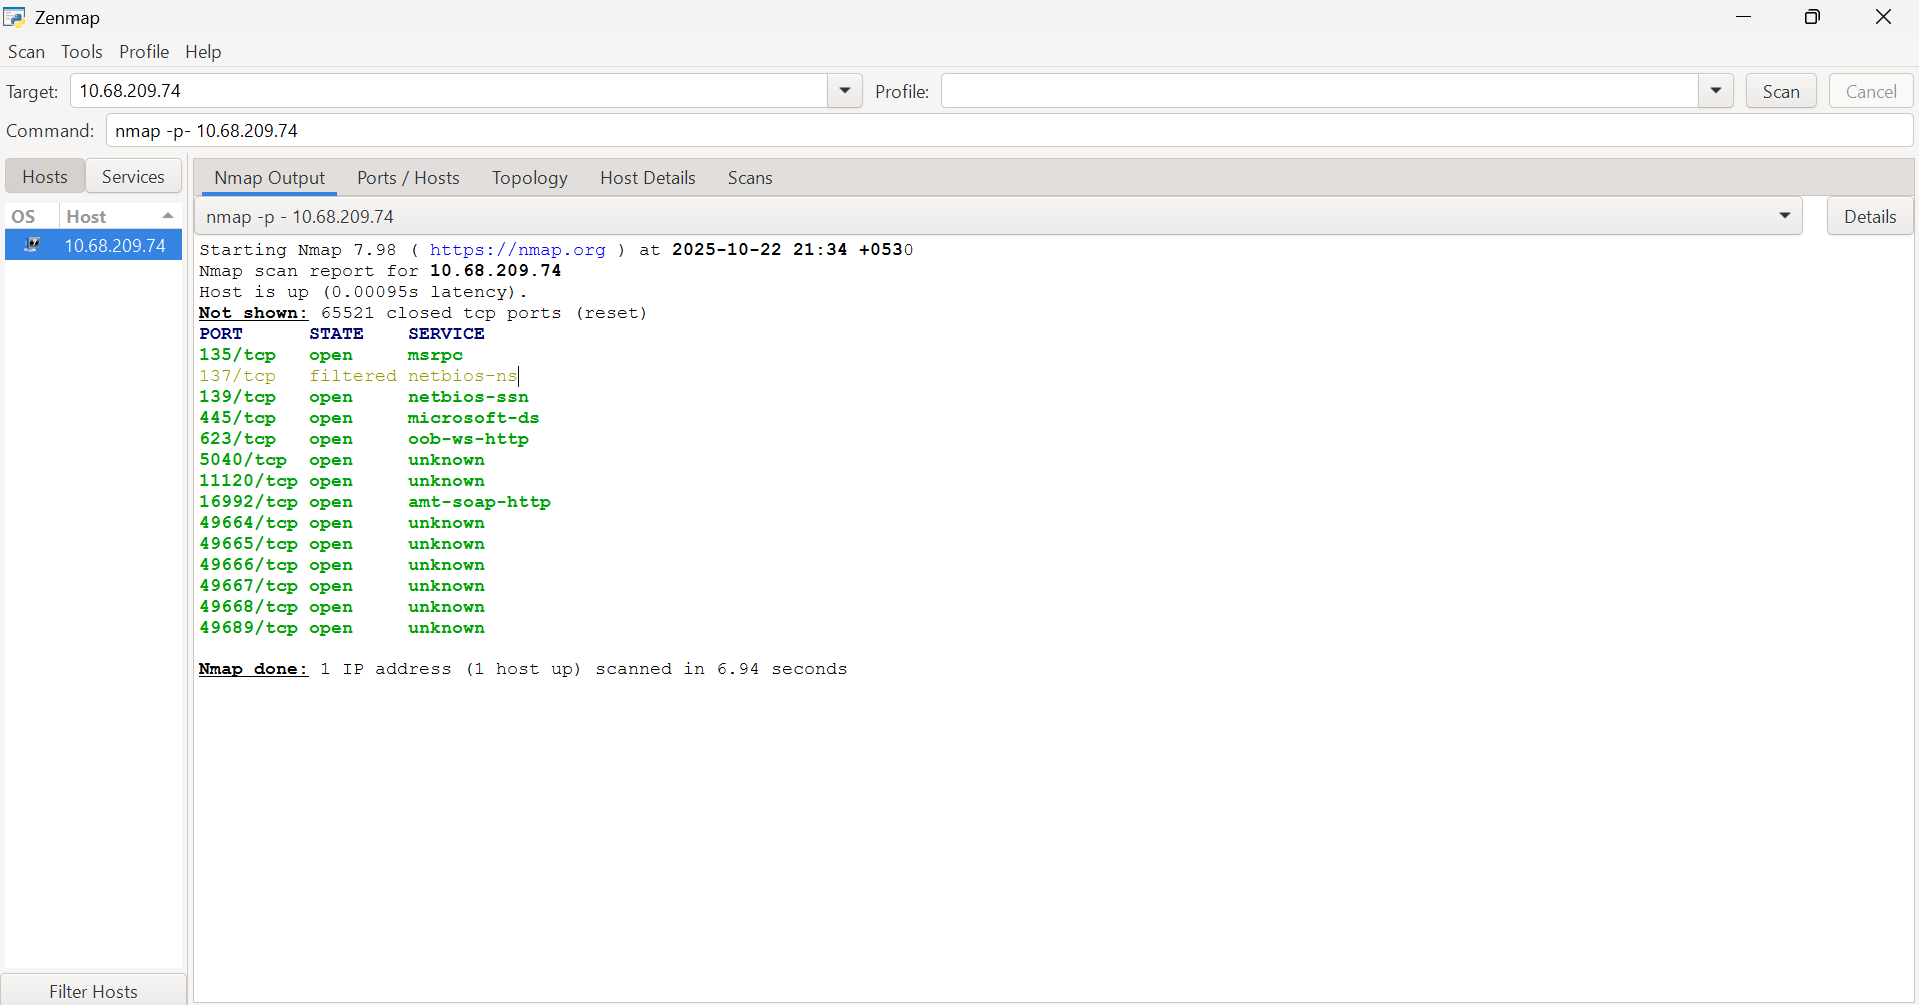 Zenmap
Scan Tools Profile Help
Target: 10.68.209.74 Profile: Scan Cancel
Command: nmap -p- 10.68.209.74
Hosts Services Nmap Output Ports / Hosts Topology Host Details Scans
OS Host nmap -p - 10.68.209.74 Details
10.68.209.74
Starting Nmap 7.98 ( https://nmap.org ) at 2025-10-22 21:34 +0530
Nmap scan report for 10.68.209.74
Host is up (0.00095s latency).
Not shown: 65521 closed tcp ports (reset)
PORT STATE SERVICE
135/tcp open msrpc
137/tcp filtered netbios-ns
139/tcp open netbios-ssn
445/tcp open microsoft-ds
623/tcp open oob-ws-http
5040/tcp open unknown
11120/tcp open unknown
16992/tcp open amt-soap-http
49664/tcp open unknown
49665/tcp open unknown
49666/tcp open unknown
49667/tcp open unknown
49668/tcp open unknown
49689/tcp open unknown
Nmap done: 1 IP address (1 host up) scanned in 6.94 seconds
Filter Hosts